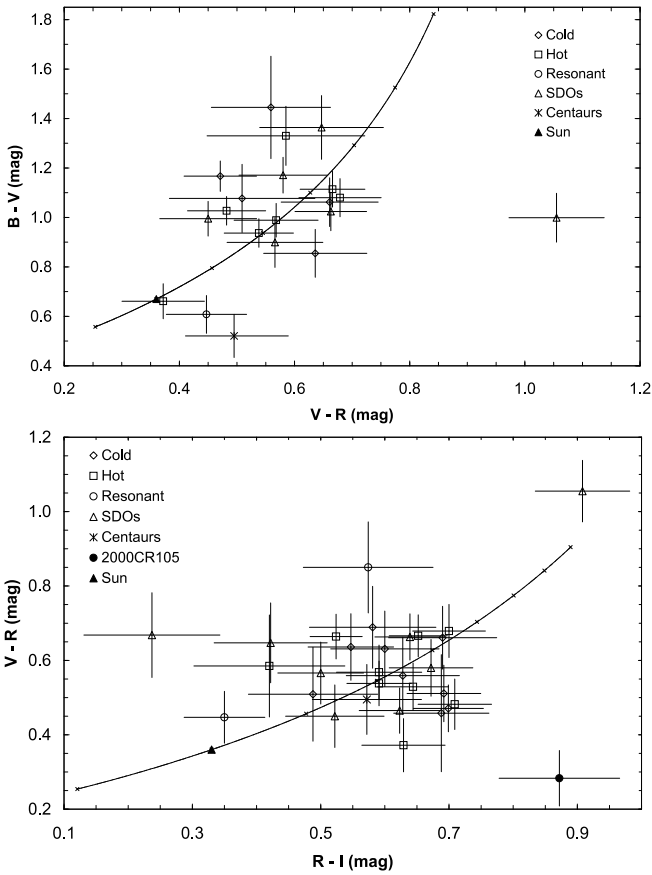 1.8
1.6
1.4
1.2
1.0
0.8
0.6
0.4
B - V (mag)
Cold
Hot
Resonant
SDOs
Centaurs
Sun
0.2 0.4 0.6 0.8 1.0 1.2
V - R (mag)
1.2
1.0
0.8
0.6
0.4
0.2
V - R (mag)
Cold
Hot
Resonant
SDOs
Centaurs
2000CR105
Sun
0.1 0.3 0.5 0.7 0.9
R - I (mag)